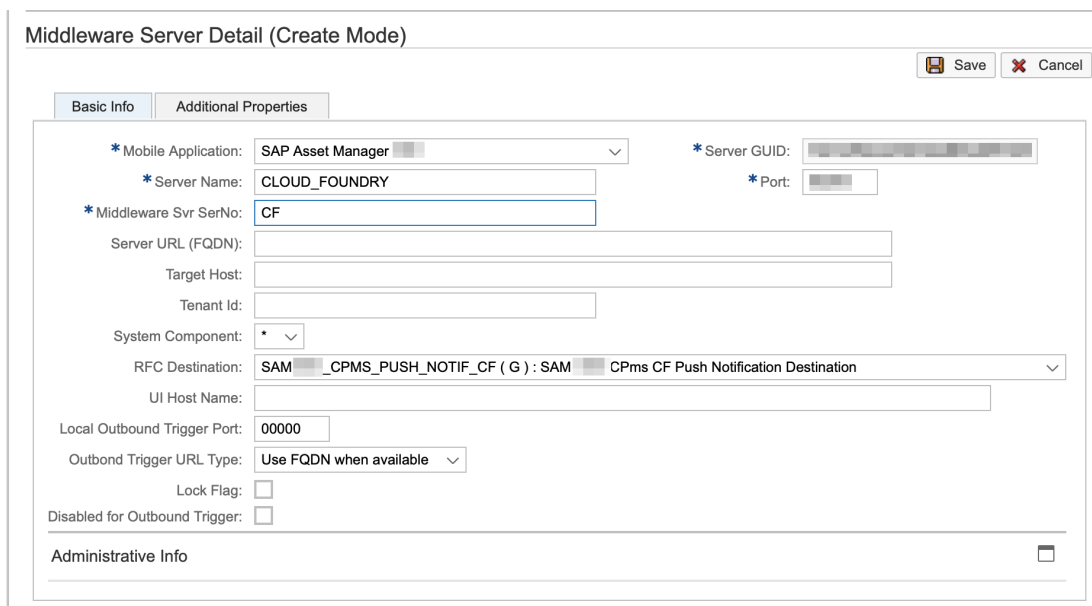 Middleware Server Detail (Create Mode)
Save Cancel
Basic Info Additional Properties
* Mobile Application: SAP Asset Manager * Server GUID:
* Server Name: CLOUD_FOUNDRY * Port:
* Middleware Svr SerNo: CF
Server URL (FQDN):
Target Host:
Tenant Id:
System Component: *
RFC Destination: SAM _CPMS_PUSH_NOTIF_CF ( G ) : SAM CPms CF Push Notification Destination
UI Host Name:
Local Outbound Trigger Port: 00000
Outbond Trigger URL Type: Use FQDN when available
Lock Flag:
Disabled for Outbound Trigger:
Administrative Info